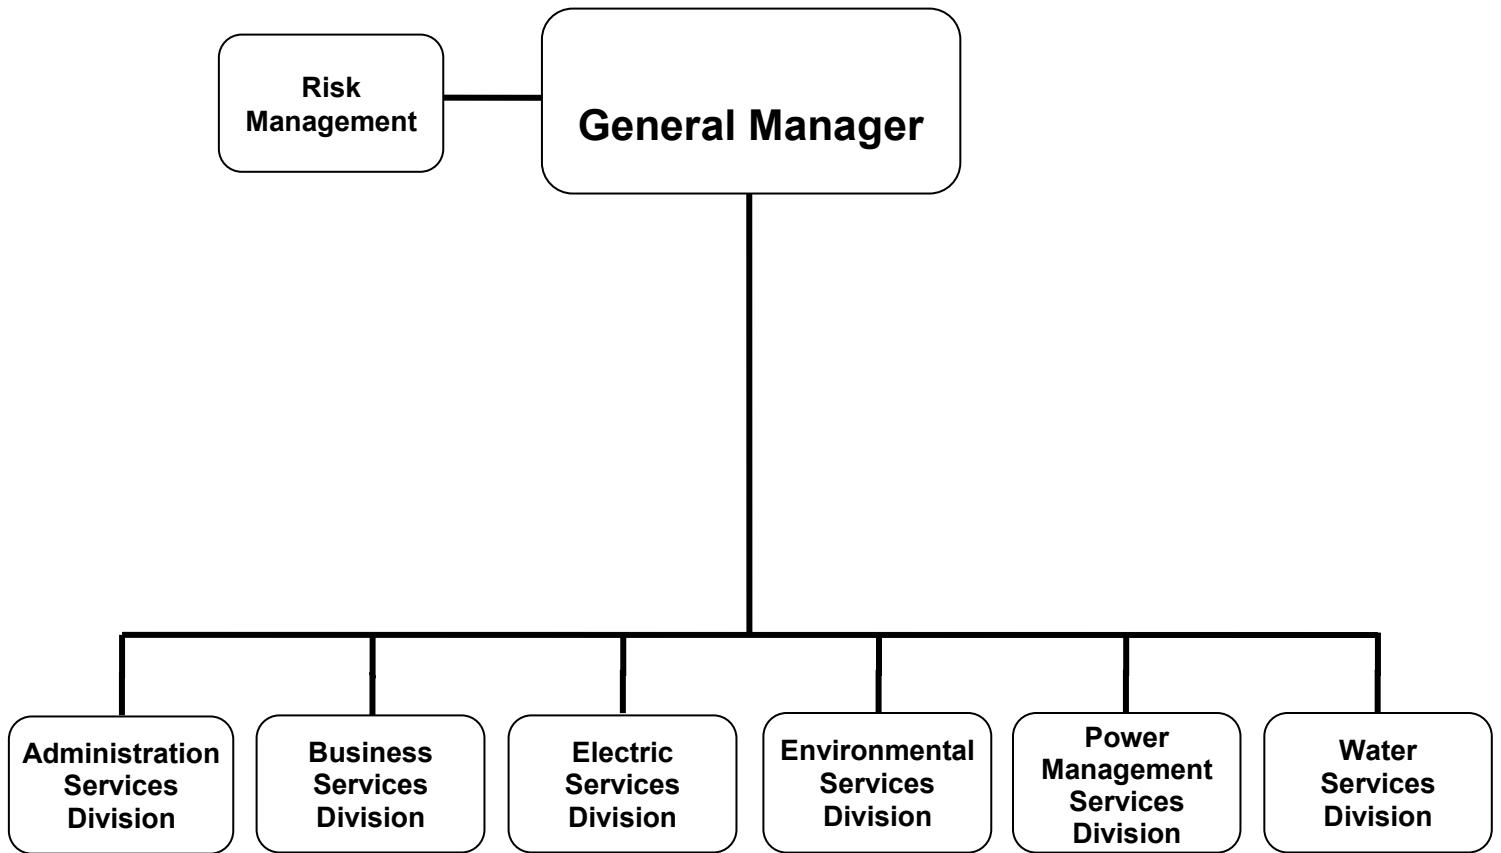 Risk
Management
General Manager
Administration
Services
Division
Business
Services
Division
Electric
Services
Division
Environmental
Services
Division
Power
Management
Services
Division
Water
Services
Division